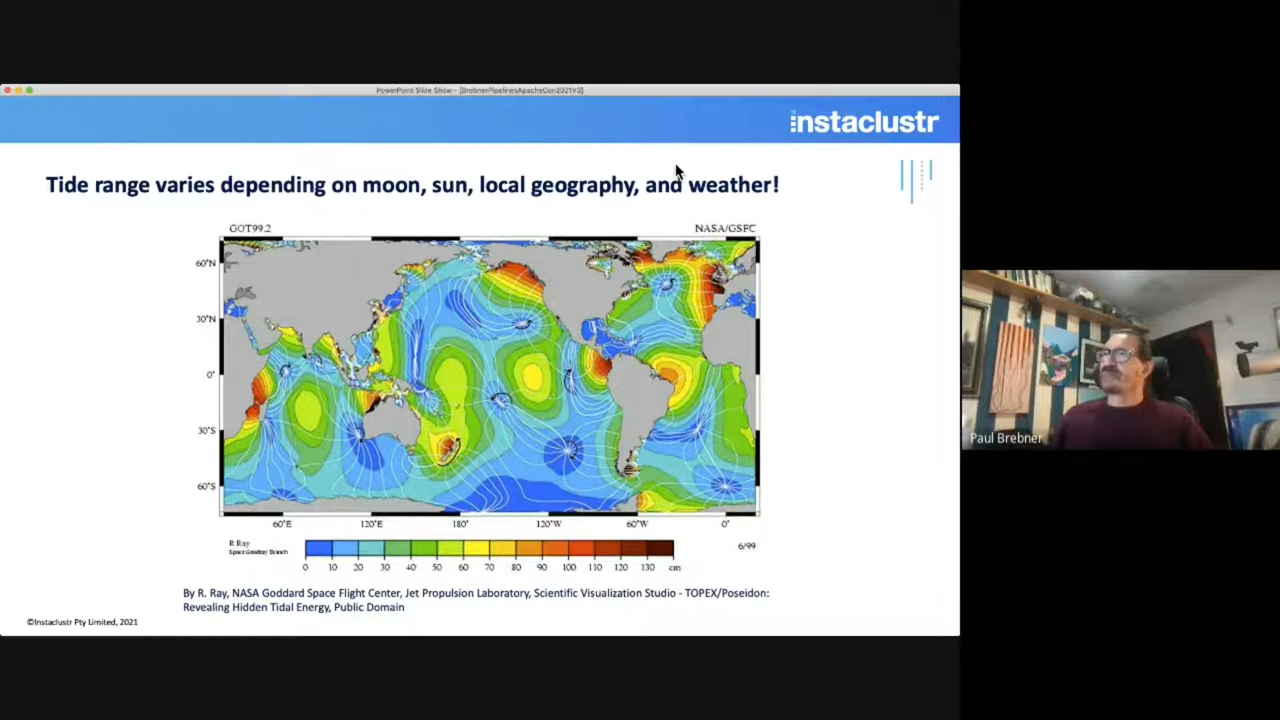 PowerPoint Slide Show - [BrebnerPipelinesApacheCon2021V3]
instaclustr
Tide range varies depending on moon, sun, local geography, and weather!
GOT99.2 NASA/GSFC
60°N
30°N
0°
30°S
60°S
60°E 120°E 180° 120°W 60°W 0°
R Ray
Space Geodesy Branch
6/99
0 10 20 30 40 50 60 70 80 90 100 110 120 130 cm
By R. Ray, NASA Goddard Space Flight Center, Jet Propulsion Laboratory, Scientific Visualization Studio - TOPEX/Poseidon:
Revealing Hidden Tidal Energy, Public Domain
©Instaclustr Pty Limited, 2021
Paul Brebner